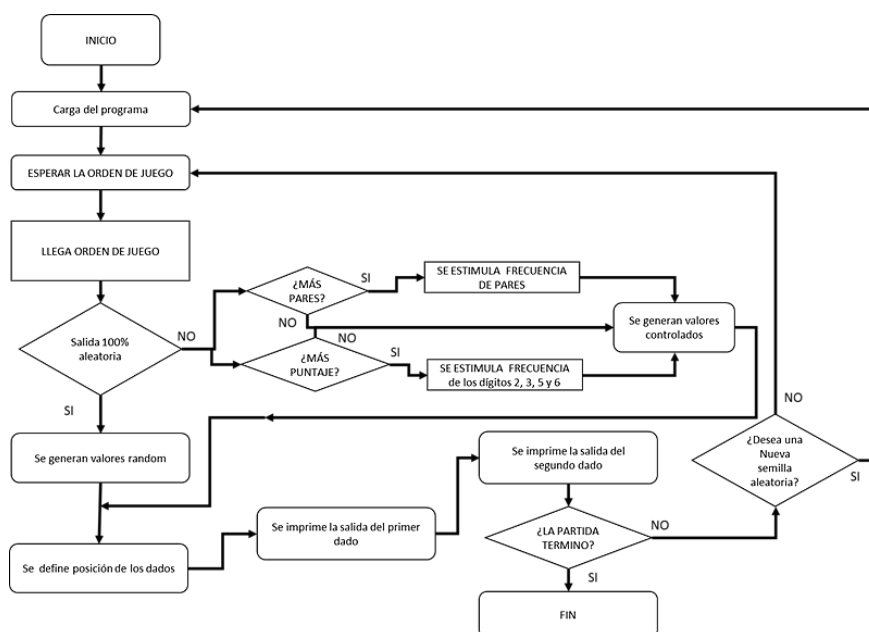 INICIO
Carga del programa
ESPERAR LA ORDEN DE JUEGO
LLEGA ORDEN DE JUEGO
Salida 100%
aleatoria
NO
SI
¿MÁS
PARES?
SI
NO
SE ESTIMULA FRECUENCIA
DE PARES
¿MÁS
PUNTAJE?
NO
SI
SE ESTIMULA FRECUENCIA
de los dígitos 2, 3, 5 y 6
Se generan valores
controlados
Se generan valores random
Se define posición de los dados
Se imprime la salida del primer
dado
Se imprime la salida del
segundo dado
¿LA PARTIDA
TERMINO?
NO
SI
FIN
¿Desea una
Nueva
semilla
aleatoria?
NO
SI